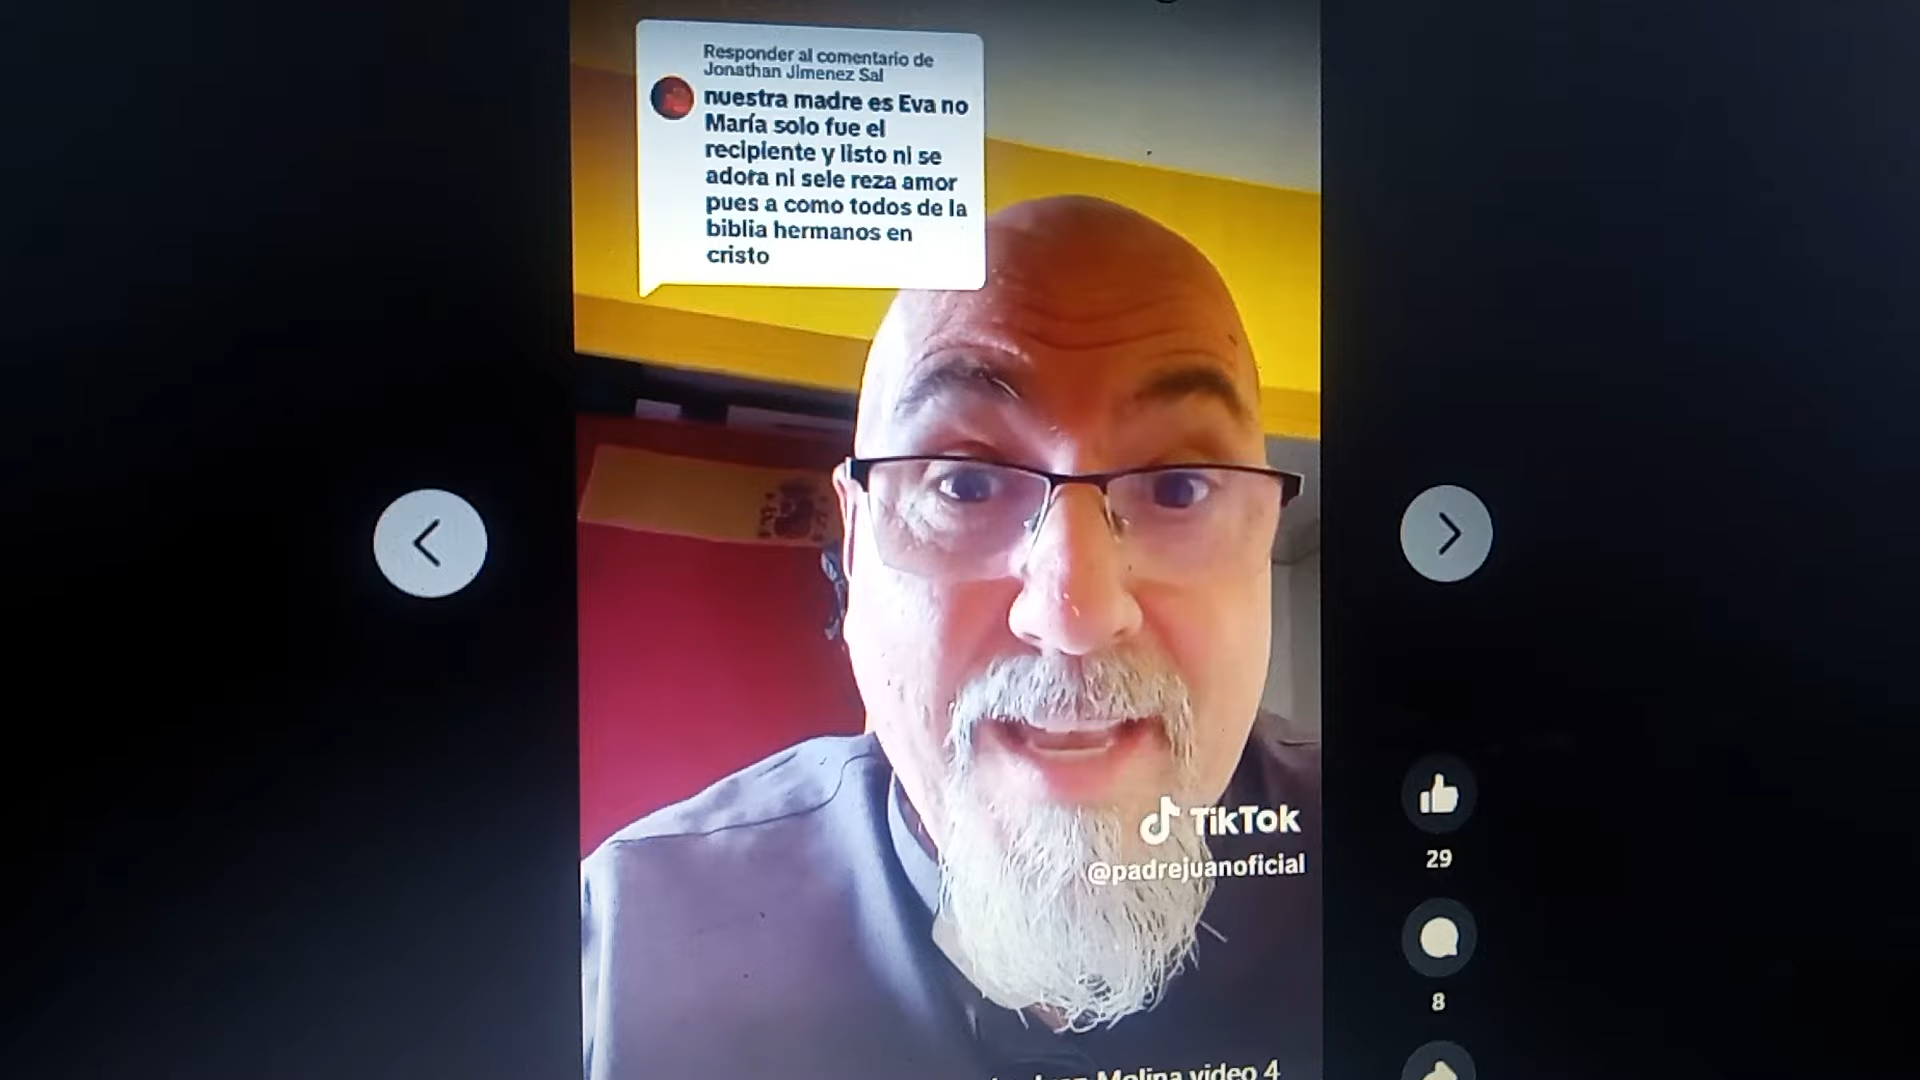 Responder al comentario de
Jonathan Jimenez Sal
nuestra madre es Eva no
María solo fue el
recipiente y listo ni se
adora ni sele reza amor
pues a como todos de la
biblia hermanos en
cristo
TikTok
@padrejuanoficial
29
8
Molina video 4